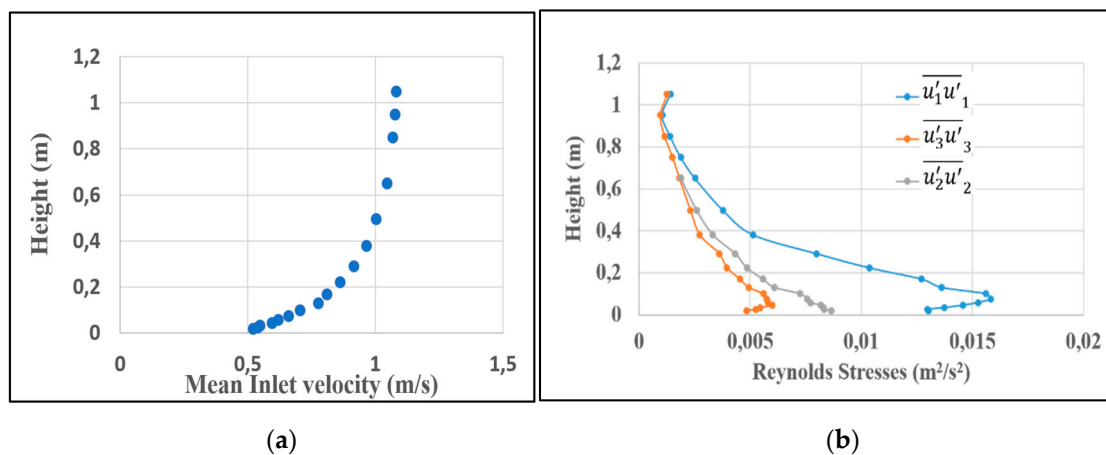 1,2
1
0,8
0,6
0,4
0,2
0
Height (m)
0
0,5
1
1,5
Mean Inlet velocity (m/s)
(a)
1,2
1
0,8
0,6
0,4
0,2
0
Height (m)
0
0,005
0,01
0,015
0,02
Reynolds Stresses (m²/s²)
u′₁u′₁
u′₃u′₃
u′₂u′₂
(b)